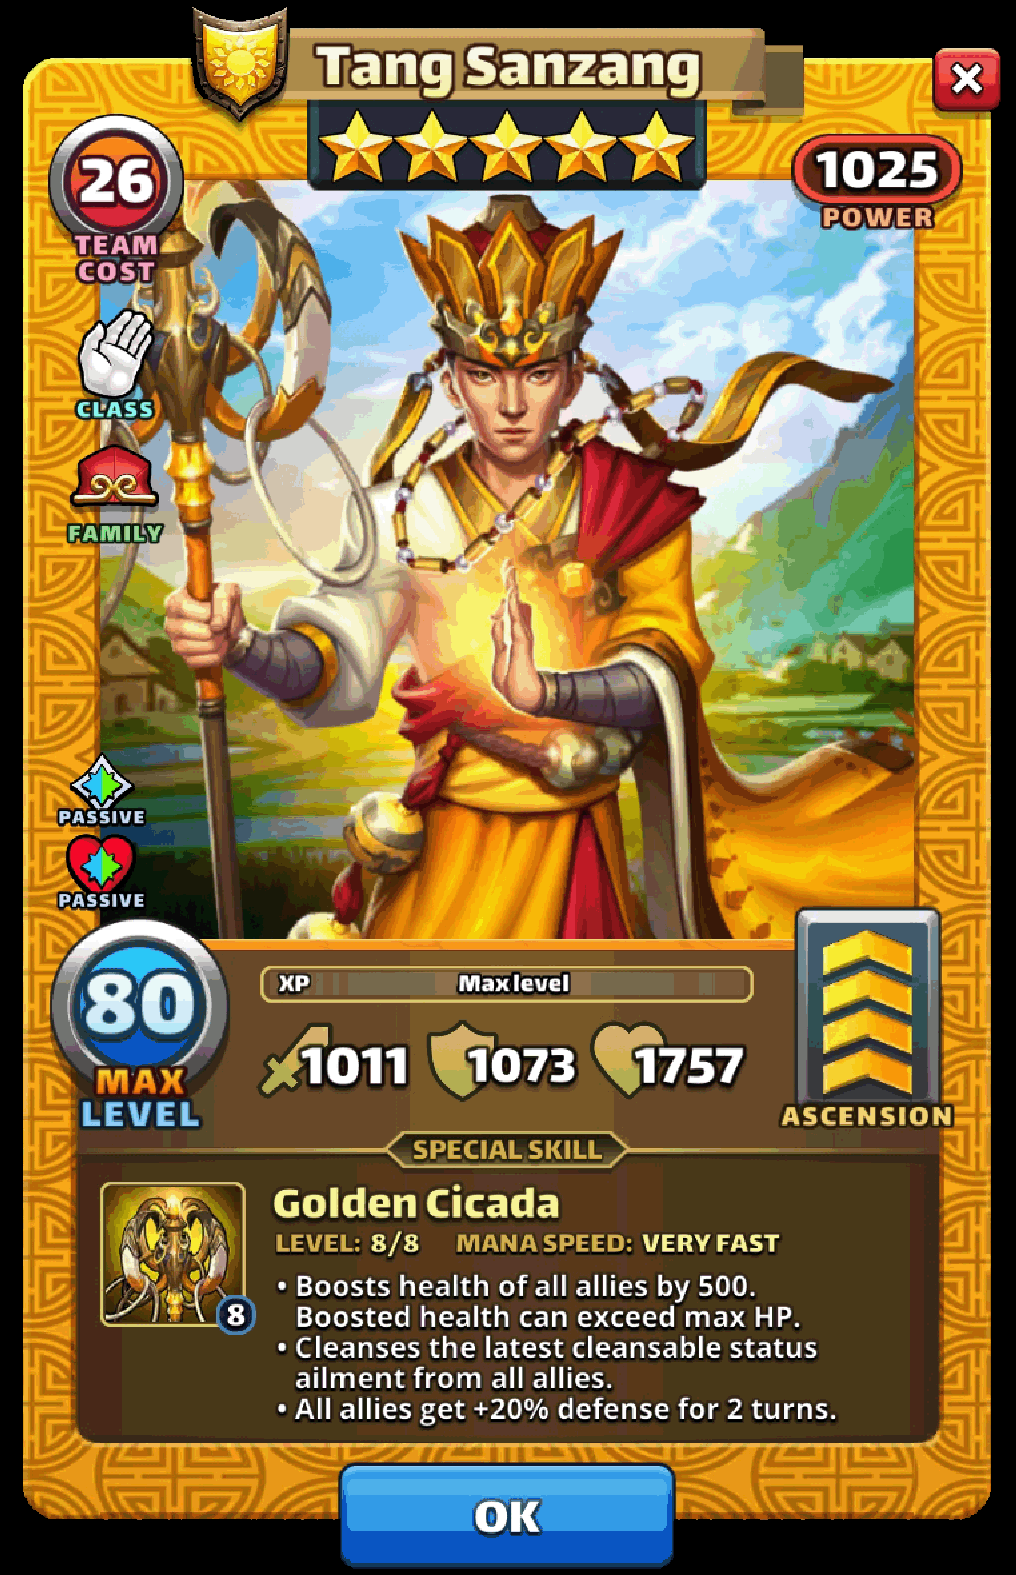 Tang Sanzang
26
TEAM
COST
1025
POWER
CLASS
FAMILY
PASSIVE
PASSIVE
80
MAX
LEVEL
XP Max level
1011 1073 1757
ASCENSION
SPECIAL SKILL
Golden Cicada
LEVEL: 8/8 MANA SPEED: VERY FAST
8
• Boosts health of all allies by 500.
Boosted health can exceed max HP.
• Cleanses the latest cleansable status
ailment from all allies.
• All allies get +20% defense for 2 turns.
OK